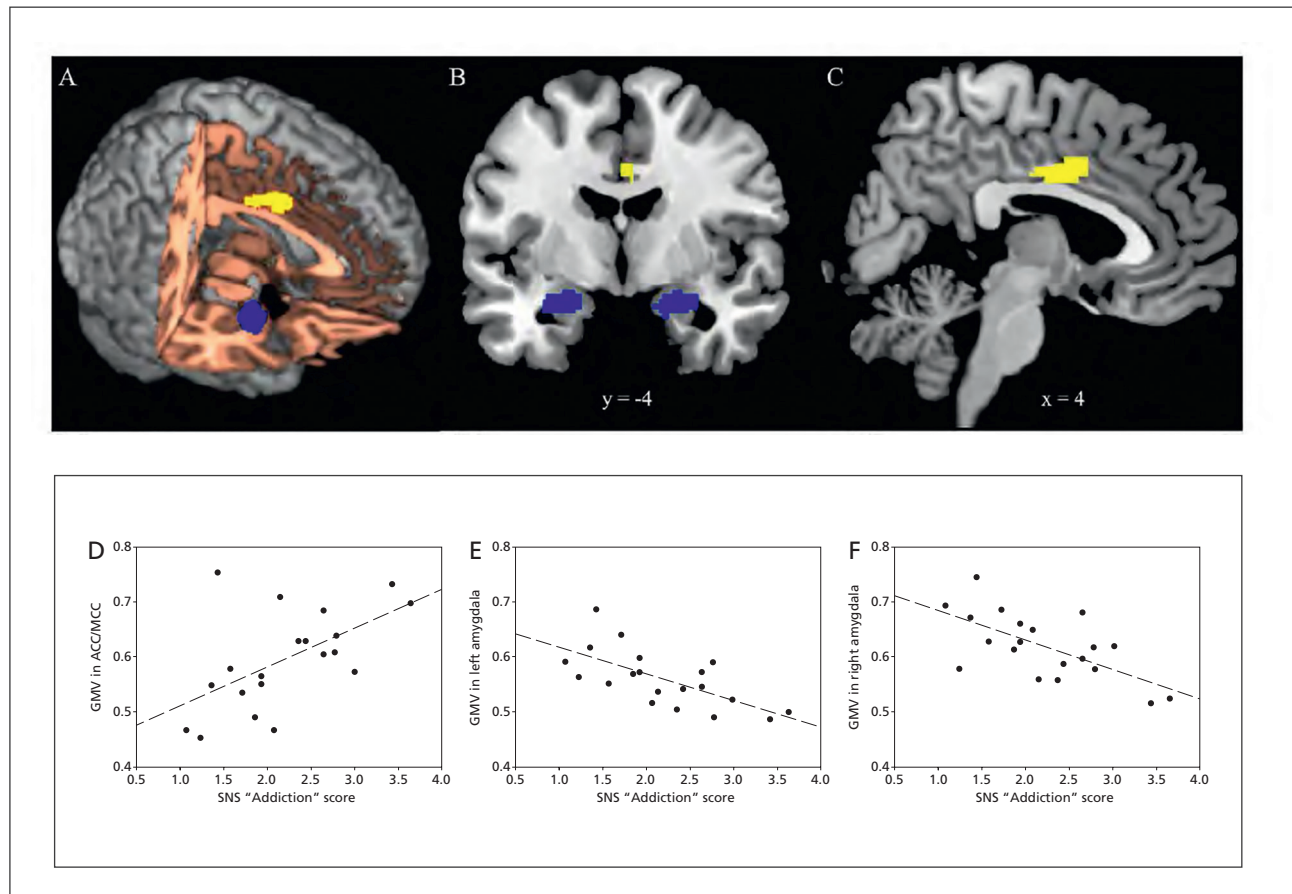 A
B
C
y = -4
x = 4
D
0.8
0.7
0.6
0.5
0.4
GMV in ACC/MCC
0.5 1.0 1.5 2.0 2.5 3.0 3.5 4.0
SNS “Addiction” score
E
0.8
0.7
0.6
0.5
0.4
GMV in left amygdala
0.5 1.0 1.5 2.0 2.5 3.0 3.5 4.0
SNS “Addiction” score
F
0.8
0.7
0.6
0.5
0.4
GMV in right amygdala
0.5 1.0 1.5 2.0 2.5 3.0 3.5 4.0
SNS “Addiction” score